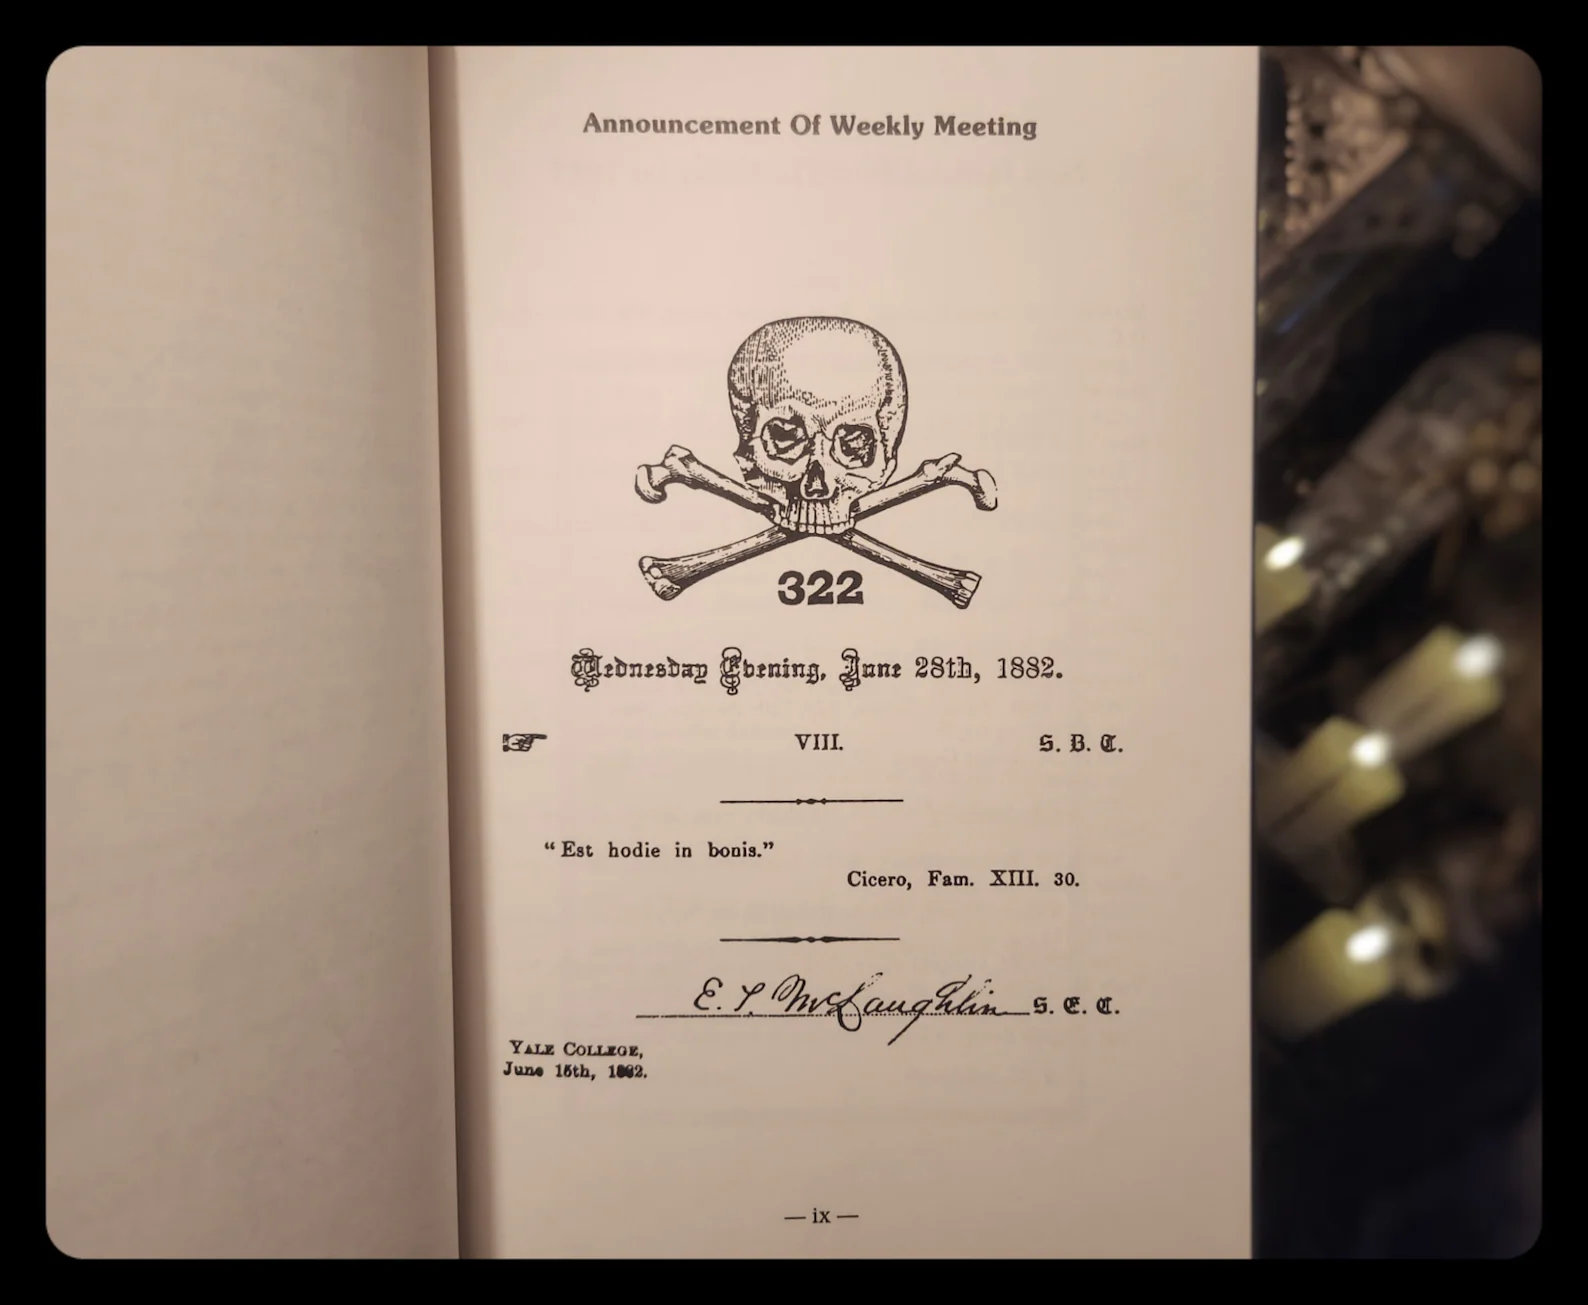 Announcement Of Weekly Meeting
322
Wednesday Evening, June 28th, 1882.
VIII. S. B. T.
“Est hodie in bonis.”
Cicero, Fam. XIII. 30.
E. T. McLaughlin S. E. C.
YALE COLLEGE,
June 15th, 1882.
— ix —